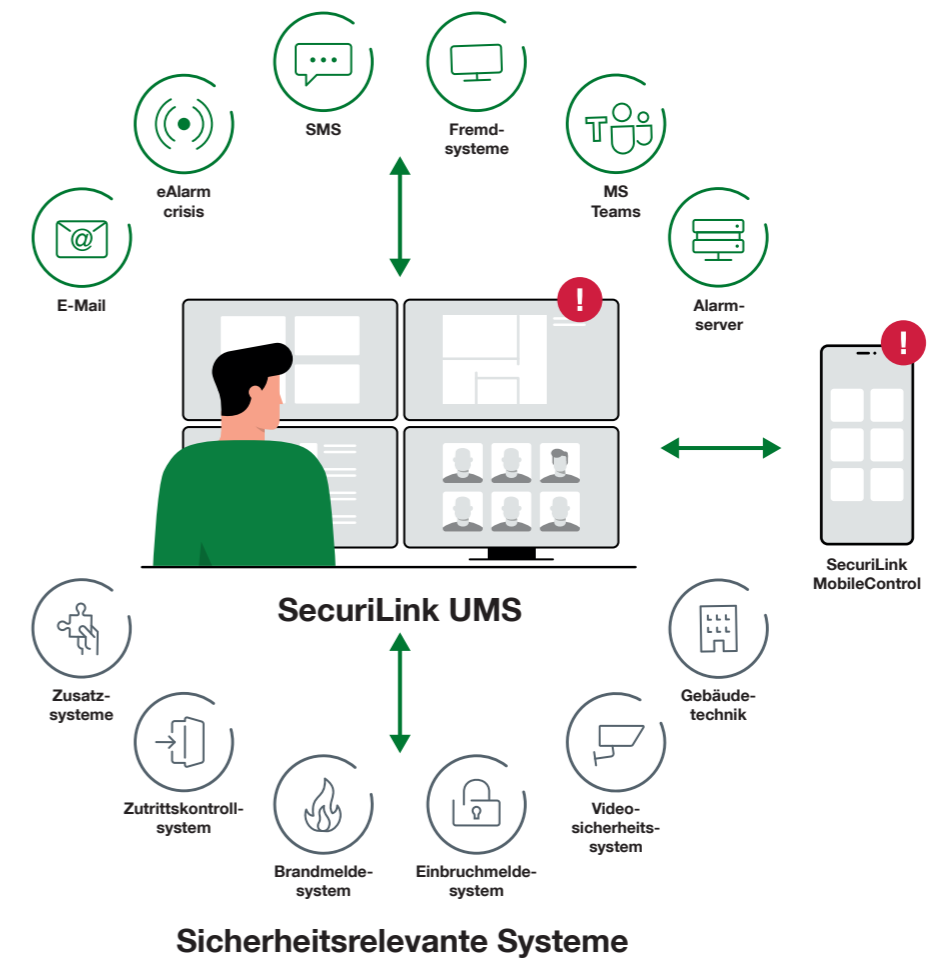 SMS
Fremd-
systeme
eAlarm
crisis
MS
Teams
E-Mail
@
Alarm-
server
!
!
T
SecuriLink
MobileControl
SecuriLink UMS
Zusatz-
systeme
Gebäude-
technik
Zutrittskontroll-
system
Video-
sicherheits-
system
Brandmelde-
system
Einbruchmelde-
system
Sicherheitsrelevante Systeme